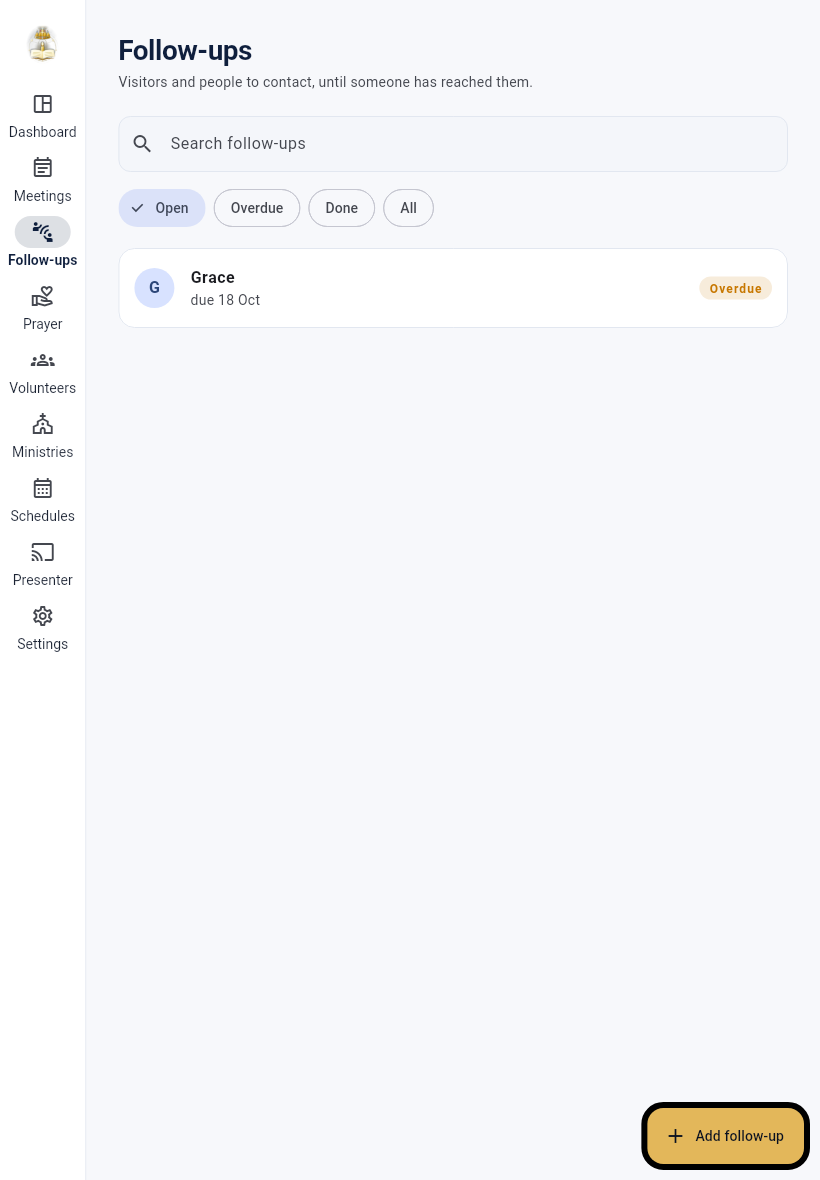 Follow-ups
Visitors and people to contact, until someone has reached them.
Search follow-ups
Open
Overdue
Done
All
G
Grace
due 18 Oct
Overdue
Dashboard
Meetings
Follow-ups
Prayer
Volunteers
Ministries
Schedules
Presenter
Settings
Add follow-up